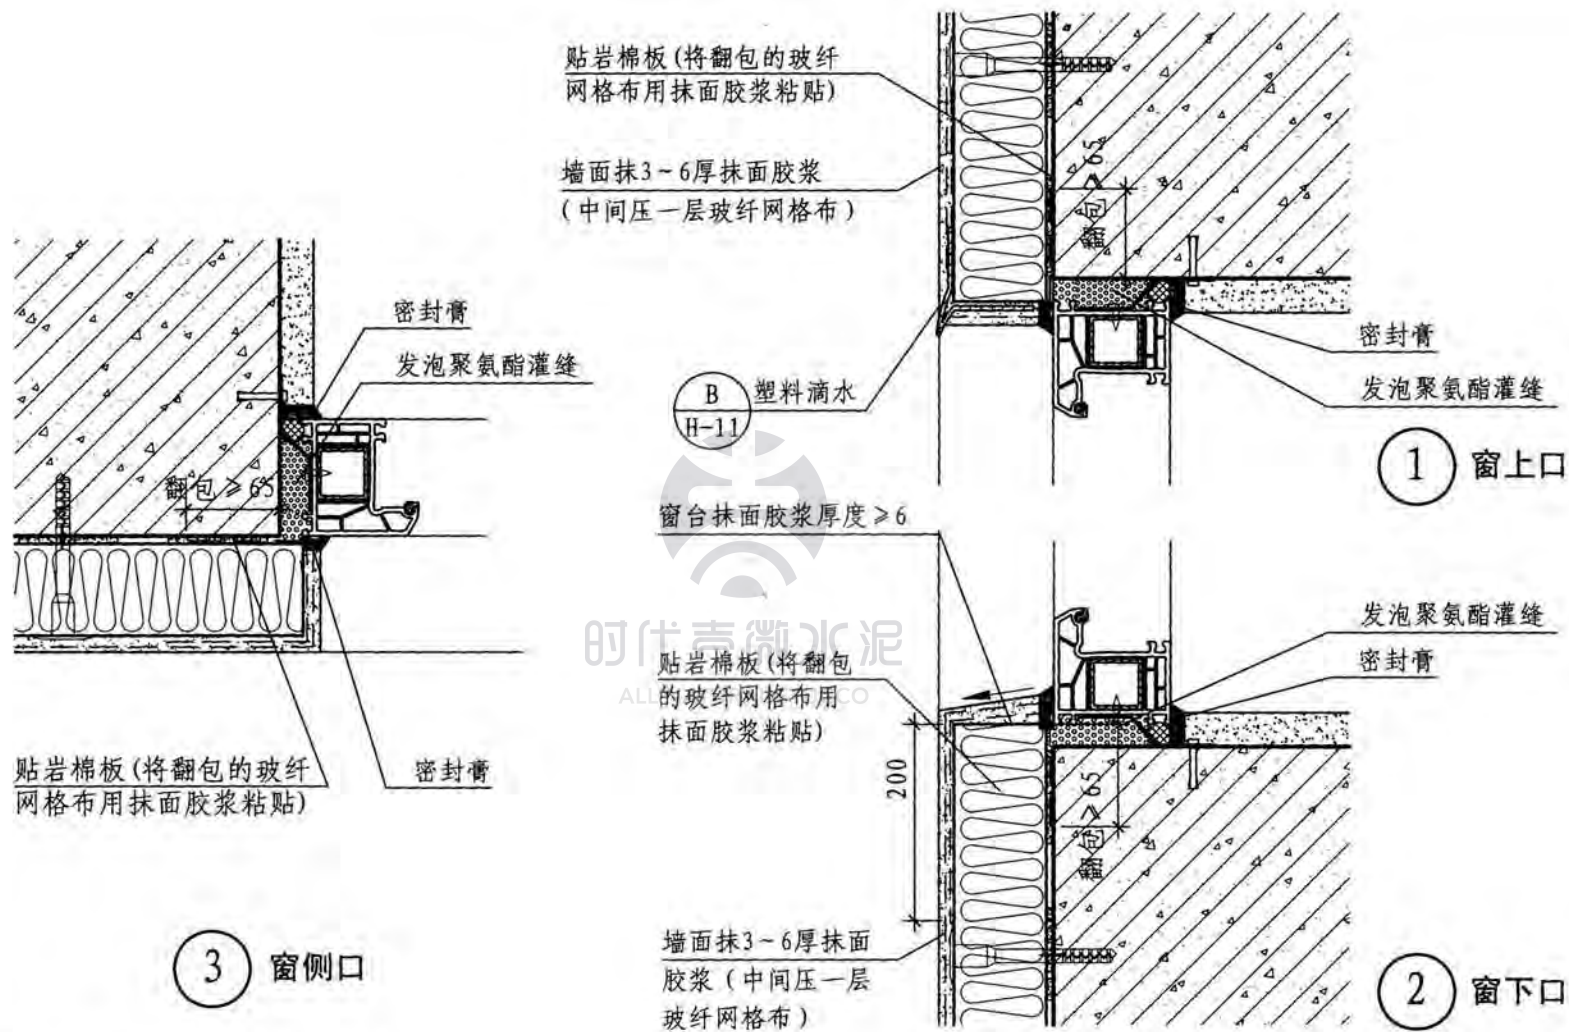 贴岩棉板(将翻包的玻纤
网格布用抹面胶浆粘贴)
墙面抹3~6厚抹面胶浆
(中间压一层玻纤网格布)
翻包≥65
密封膏
发泡聚氨酯灌缝
B
H-11
塑料滴水
1 窗上口
密封膏
发泡聚氨酯灌缝
翻包≥65
贴岩棉板(将翻包的玻纤
网格布用抹面胶浆粘贴)
密封膏
3 窗侧口
窗台抹面胶浆厚度≥6
贴岩棉板(将翻包
的玻纤网格布用
抹面胶浆粘贴)
200
翻包≥65
发泡聚氨酯灌缝
密封膏
墙面抹3~6厚抹面
胶浆(中间压一层
玻纤网格布)
2 窗下口